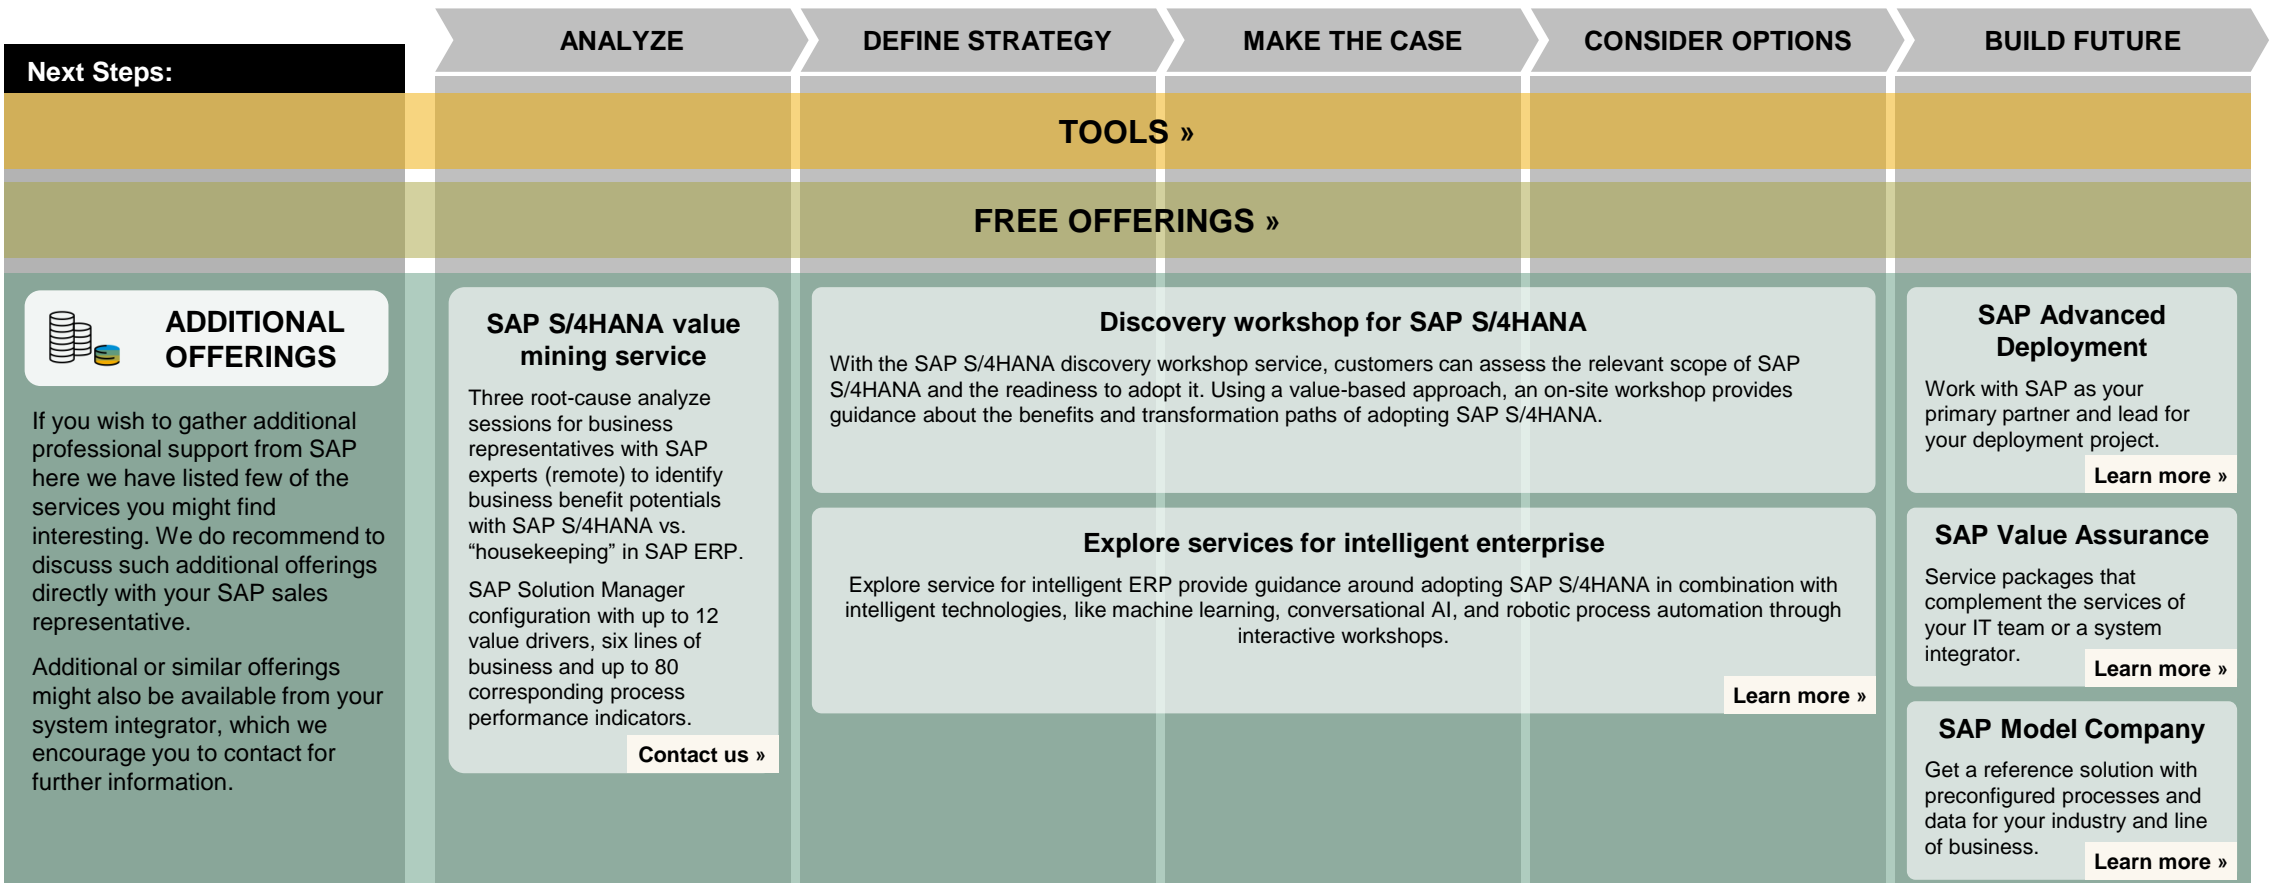 ANALYZE
DEFINE STRATEGY
MAKE THE CASE
CONSIDER OPTIONS
BUILD FUTURE
Next Steps:
TOOLS »
FREE OFFERINGS »
ADDITIONAL
OFFERINGS
If you wish to gather additional
professional support from SAP
here we have listed few of the
services you might find
interesting. We do recommend to
discuss such additional offerings
directly with your SAP sales
representative.
Additional or similar offerings
might also be available from your
system integrator, which we
encourage you to contact for
further information.
SAP S/4HANA value
mining service
Three root-cause analyze
sessions for business
representatives with SAP
experts (remote) to identify
business benefit potentials
with SAP S/4HANA vs.
“housekeeping” in SAP ERP.
SAP Solution Manager
configuration with up to 12
value drivers, six lines of
business and up to 80
corresponding process
performance indicators.
Contact us »
Discovery workshop for SAP S/4HANA
With the SAP S/4HANA discovery workshop service, customers can assess the relevant scope of SAP
S/4HANA and the readiness to adopt it. Using a value-based approach, an on-site workshop provides
guidance about the benefits and transformation paths of adopting SAP S/4HANA.
Explore services for intelligent enterprise
Explore service for intelligent ERP provide guidance around adopting SAP S/4HANA in combination with
intelligent technologies, like machine learning, conversational AI, and robotic process automation through
interactive workshops.
Learn more »
SAP Advanced
Deployment
Work with SAP as your
primary partner and lead for
your deployment project.
Learn more »
SAP Value Assurance
Service packages that
complement the services of
your IT team or a system
integrator.
Learn more »
SAP Model Company
Get a reference solution with
preconfigured processes and
data for your industry and line
of business.
Learn more »